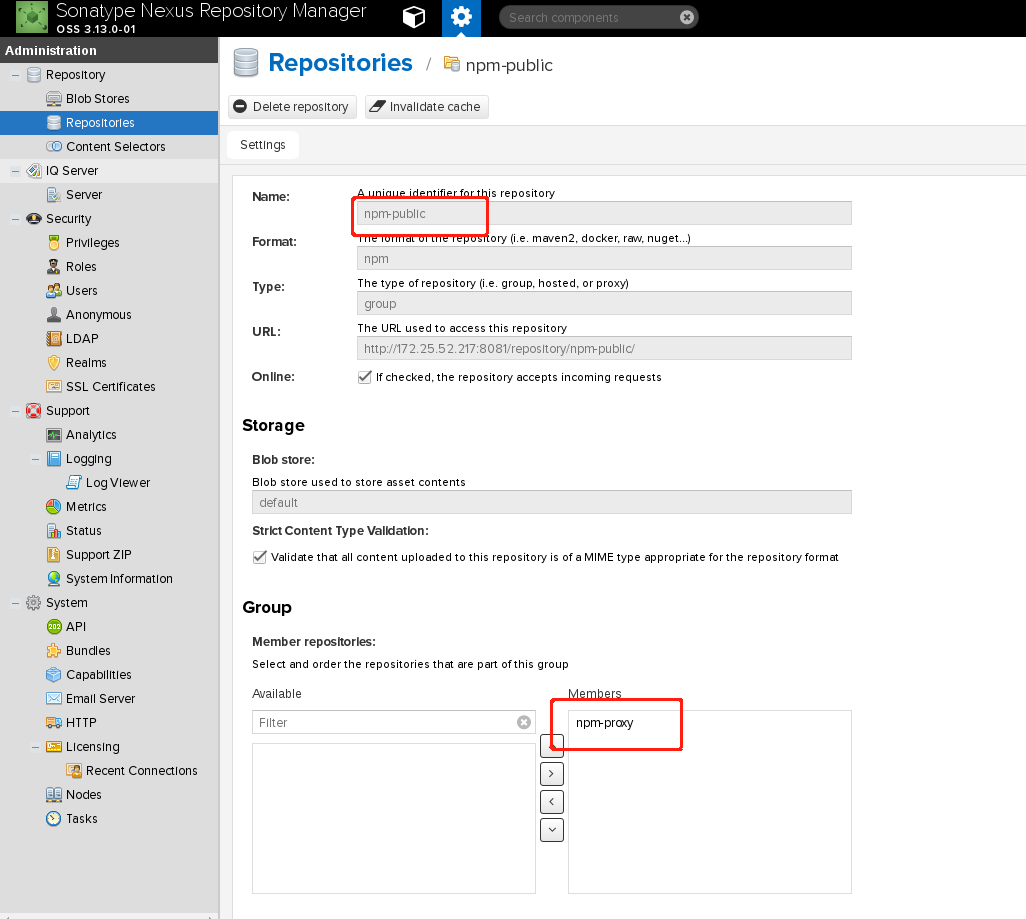 Sonatype Nexus Repository Manager
OSS 3.13.0-01
Search components
Administration
Repository
Blob Stores
Repositories
Content Selectors
IQ Server
Server
Security
Privileges
Roles
Users
Anonymous
LDAP
Realms
SSL Certificates
Support
Analytics
Logging
Log Viewer
Metrics
Status
Support ZIP
System Information
System
API
Bundles
Capabilities
Email Server
HTTP
Licensing
Recent Connections
Nodes
Tasks
Repositories / npm-public
Delete repository Invalidate cache
Settings
Name:
A unique identifier for this repository
npm-public
Format:
The format of the repository (i.e. maven2, docker, raw, nuget...)
npm
Type:
The type of repository (i.e. group, hosted, or proxy)
group
URL:
The URL used to access this repository
http://172.25.52.217:8081/repository/npm-public/
Online:
If checked, the repository accepts incoming requests
Storage
Blob store:
Blob store used to store asset contents
default
Strict Content Type Validation:
Validate that all content uploaded to this repository is of a MIME type appropriate for the repository format
Group
Member repositories:
Select and order the repositories that are part of this group
Available
Filter
Members
npm-proxy